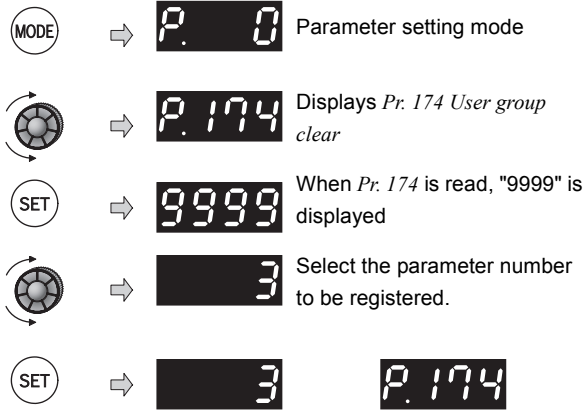 MODE P. 0 Parameter setting mode
P.174 Displays Pr. 174 User group
clear
SET 9999 When Pr. 174 is read, "9999" is
displayed
3 Select the parameter number
to be registered.
SET 3 P.174